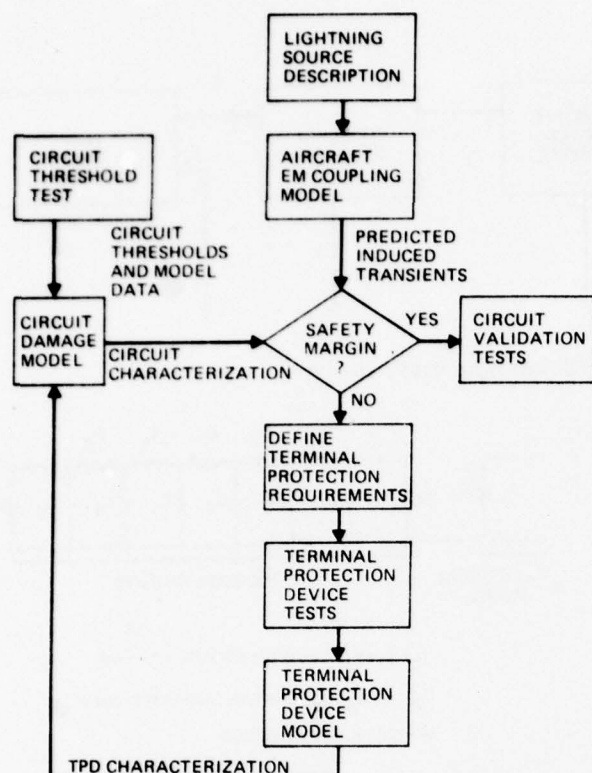 LIGHTNING
SOURCE
DESCRIPTION
CIRCUIT
THRESHOLD
TEST
AIRCRAFT
EM COUPLING
MODEL
CIRCUIT
THRESHOLDS
AND MODEL
DATA
PREDICTED
INDUCED
TRANSIENTS
CIRCUIT
DAMAGE
MODEL
CIRCUIT
CHARACTERIZATION
SAFETY
MARGIN
?
YES
CIRCUIT
VALIDATION
TESTS
NO
DEFINE
TERMINAL
PROTECTION
REQUIREMENTS
TERMINAL
PROTECTION
DEVICE
TESTS
TERMINAL
PROTECTION
DEVICE
MODEL
TPD CHARACTERIZATION